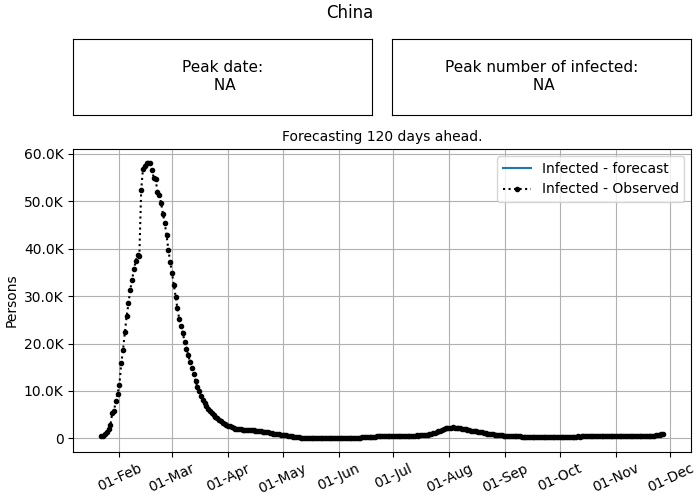 China
Peak date:
NA
Peak number of infected:
NA
Forecasting 120 days ahead.
Infected - forecast
Infected - Observed
Persons
60.0K
50.0K
40.0K
30.0K
20.0K
10.0K
0
01-Feb
01-Mar
01-Apr
01-May
01-Jun
01-Jul
01-Aug
01-Sep
01-Oct
01-Nov
01-Dec